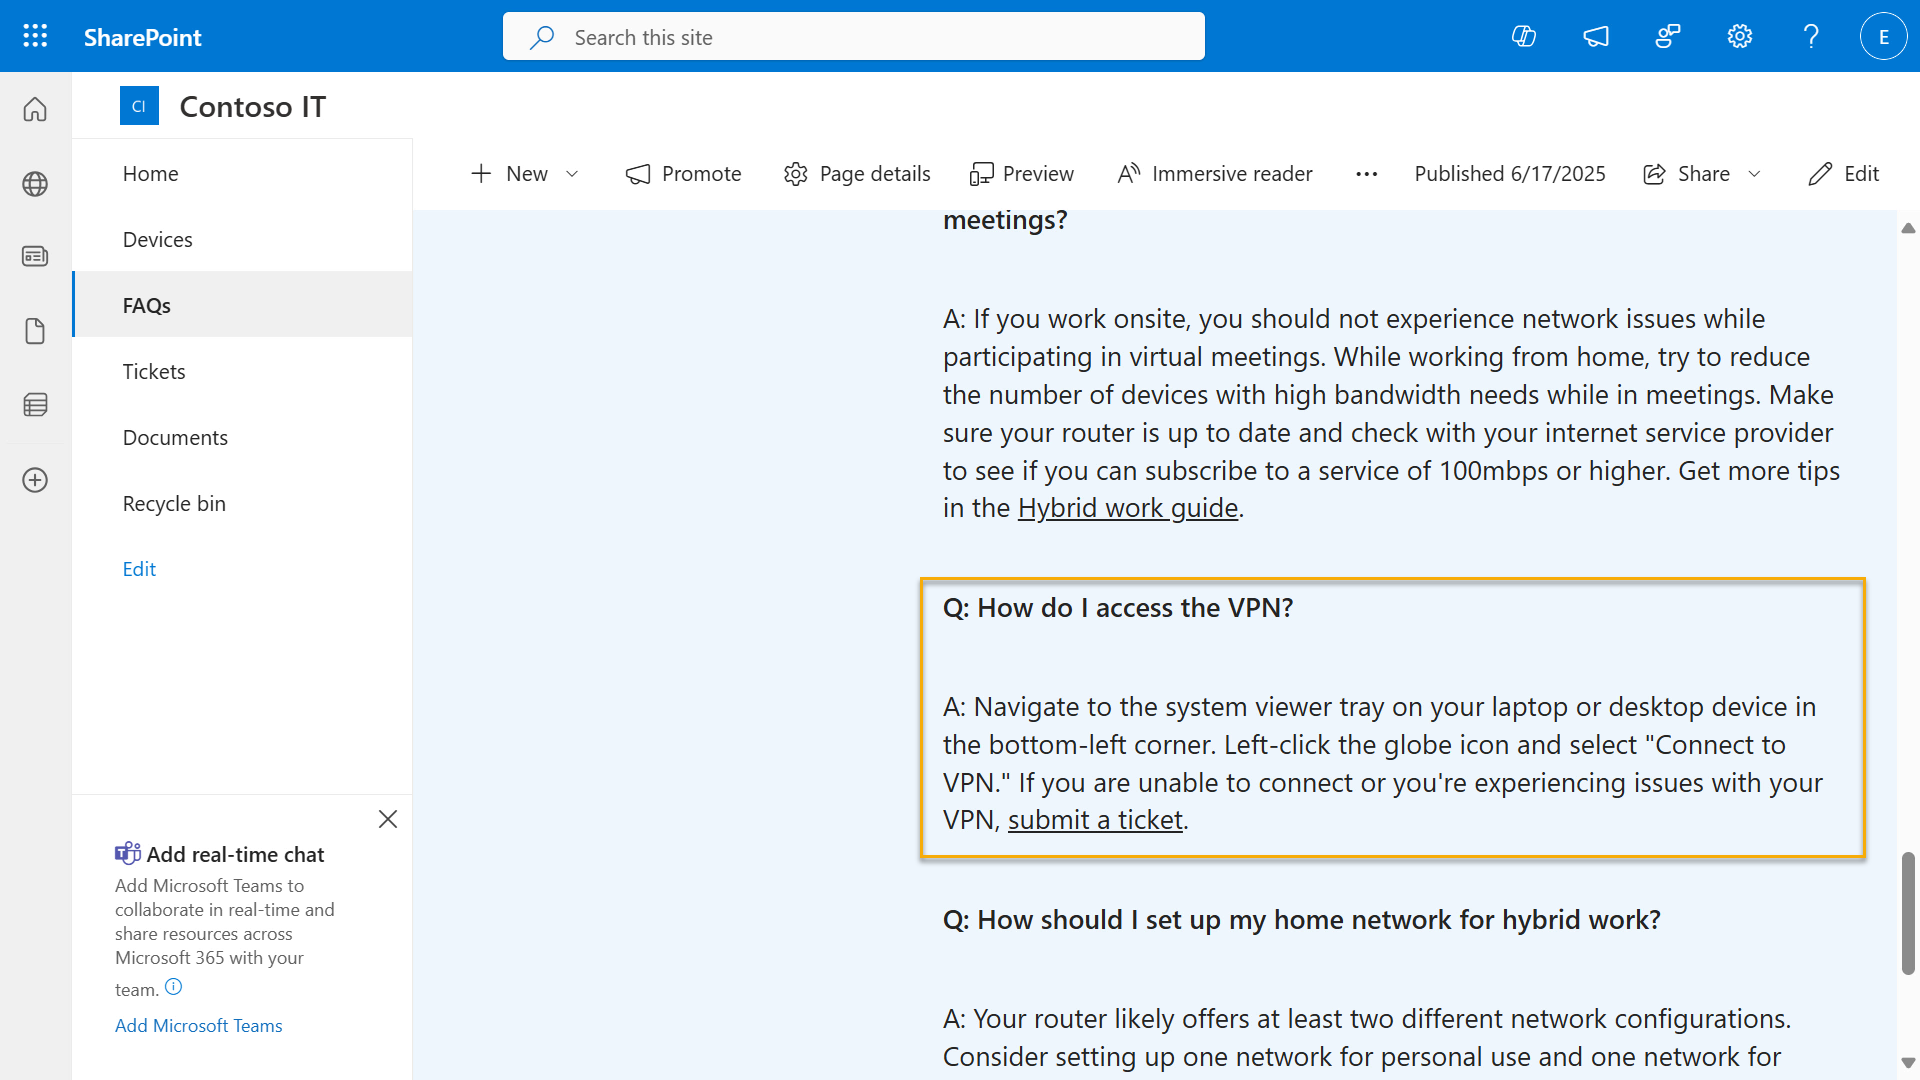 SharePoint
Search this site
E
CI
Contoso IT
Home
Devices
FAQs
Tickets
Documents
Recycle bin
Edit
New
Promote
Page details
Preview
Immersive reader
Published 6/17/2025
Share
Edit
meetings?
A: If you work onsite, you should not experience network issues while
participating in virtual meetings. While working from home, try to reduce
the number of devices with high bandwidth needs while in meetings. Make
sure your router is up to date and check with your internet service provider
to see if you can subscribe to a service of 100mbps or higher. Get more tips
in the Hybrid work guide.
Q: How do I access the VPN?
A: Navigate to the system viewer tray on your laptop or desktop device in
the bottom-left corner. Left-click the globe icon and select "Connect to
VPN." If you are unable to connect or you're experiencing issues with your
VPN, submit a ticket.
Q: How should I set up my home network for hybrid work?
A: Your router likely offers at least two different network configurations.
Consider setting up one network for personal use and one network for
Add real-time chat
Add Microsoft Teams to
collaborate in real-time and
share resources across
Microsoft 365 with your
team.
Add Microsoft Teams